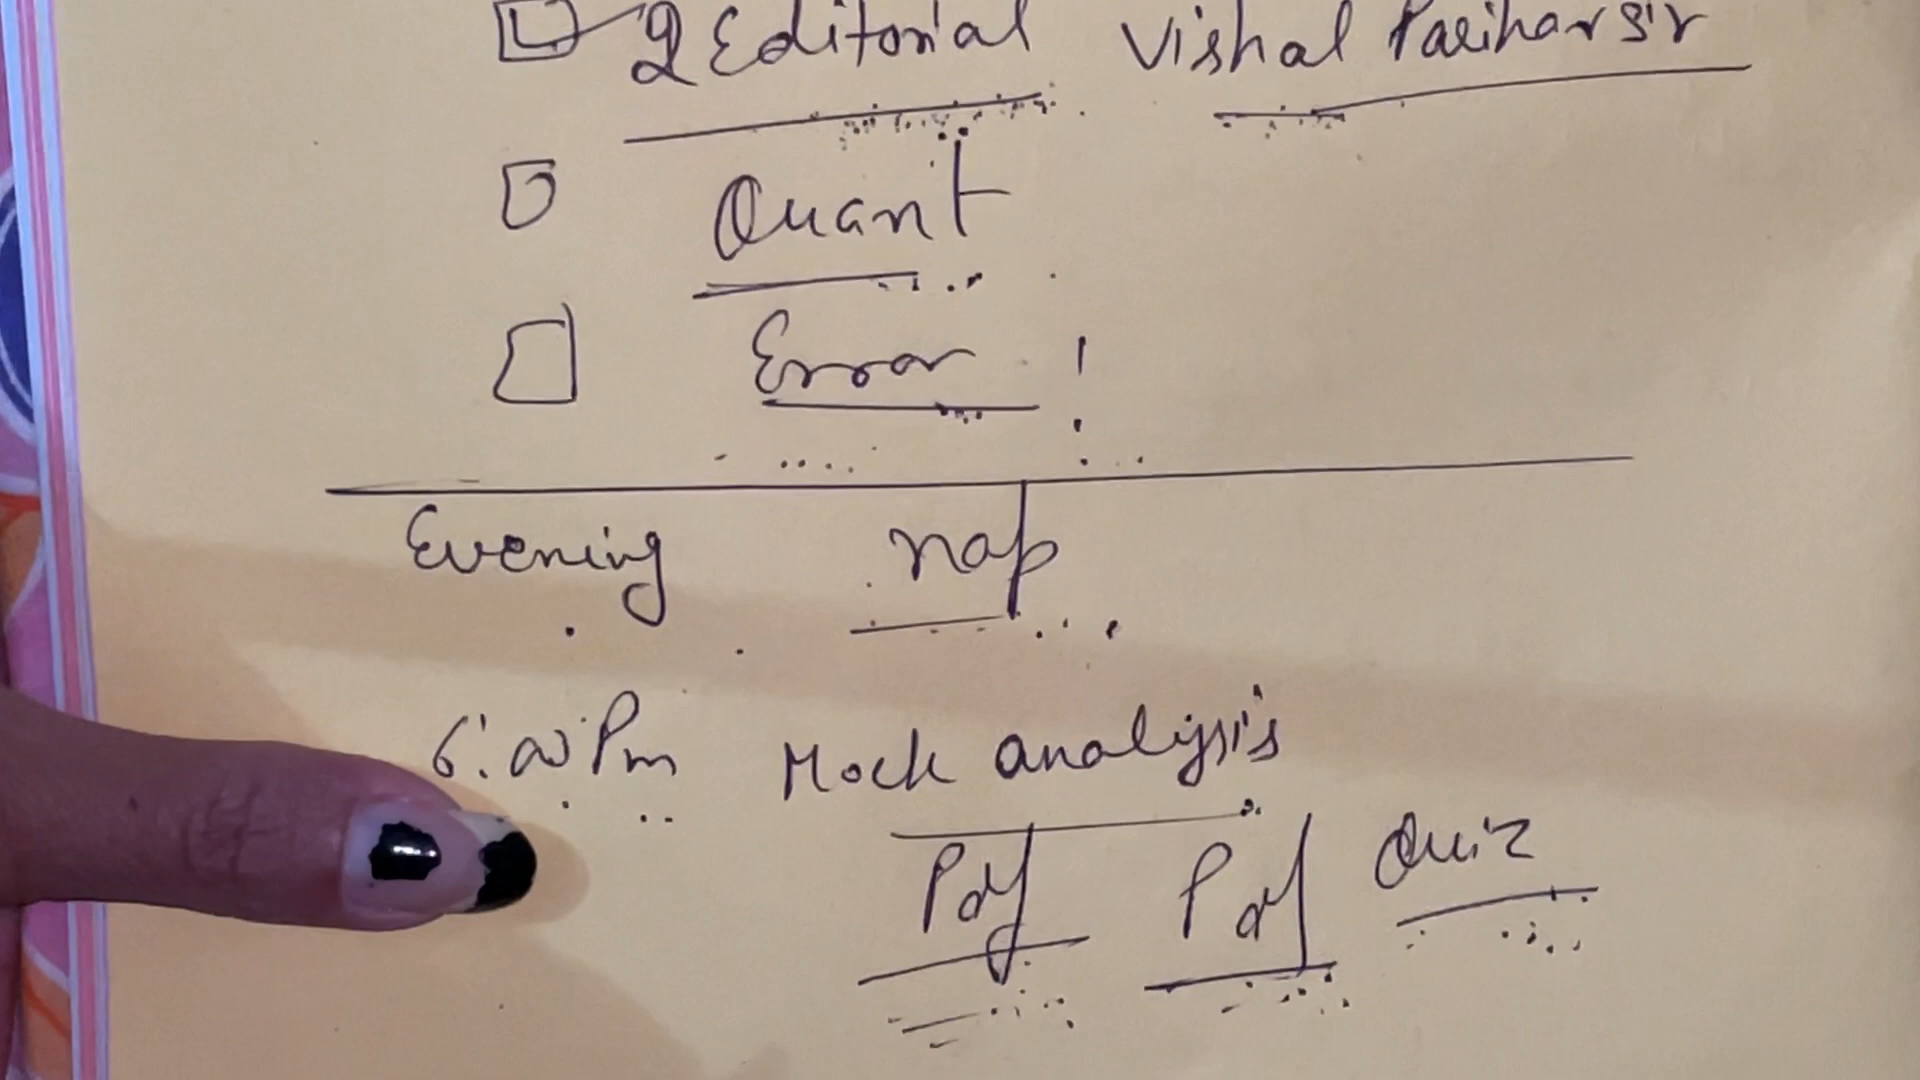 2 Editorial Vishal Parihar sir
Quant
Error !
Evening nap
6:00 Pm Mock analysis
Pdf Pdf Quiz